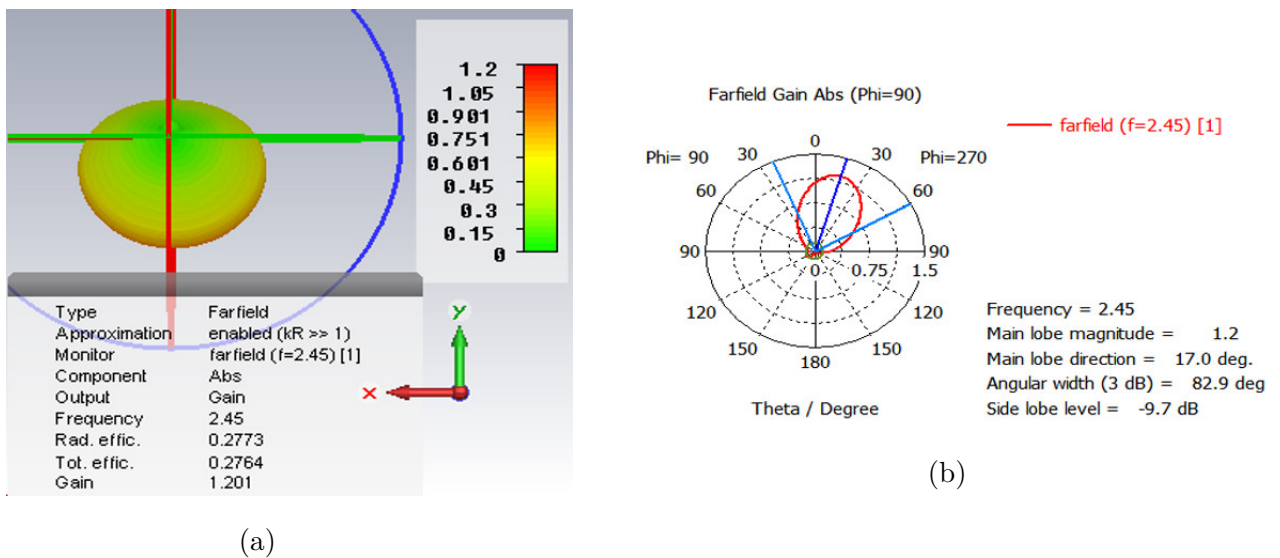 1.2
1.05
0.901
0.751
0.601
0.45
0.3
0.15
0
Type Farfield
Approximation enabled (kR >> 1)
Monitor farfield (f=2.45) [1]
Component Abs
Output Gain
Frequency 2.45
Rad. effic. 0.2773
Tot. effic. 0.2764
Gain 1.201
y
x
(a)
Farfield Gain Abs (Phi=90)
farfield (f=2.45) [1]
0
Phi= 90 30 30 Phi=270
60 60
90 90
0 0.75 1.5
120 120
150 150
180
Theta / Degree
Frequency = 2.45
Main lobe magnitude = 1.2
Main lobe direction = 17.0 deg.
Angular width (3 dB) = 82.9 deg
Side lobe level = -9.7 dB
(b)